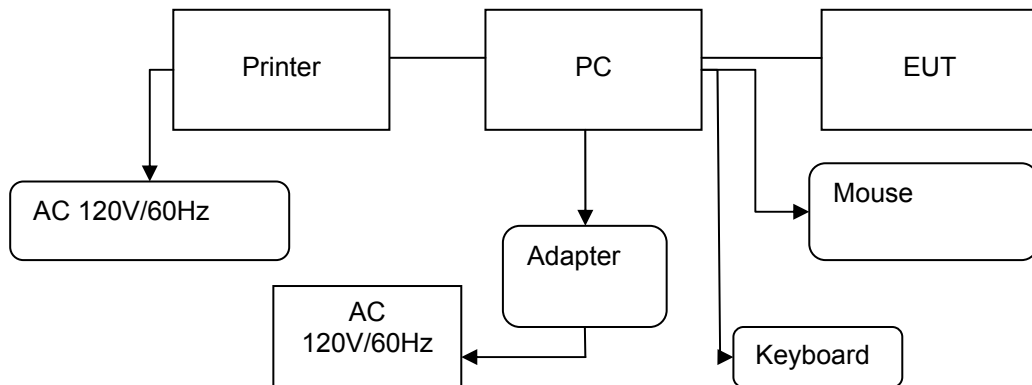 Printer
PC
EUT
AC 120V/60Hz
Mouse
Adapter
AC
120V/60Hz
Keyboard